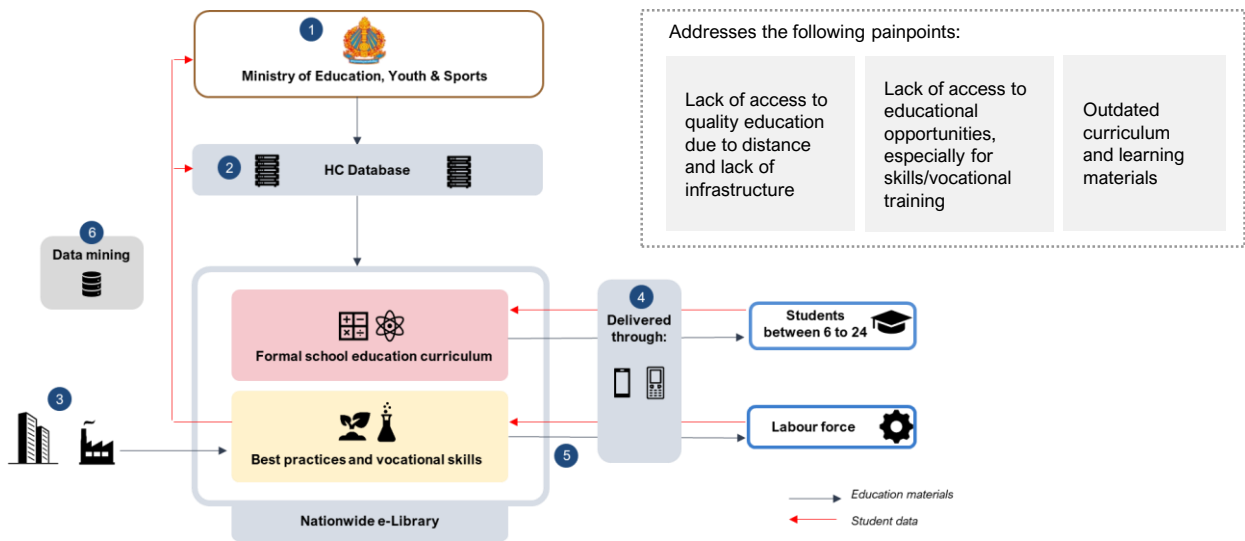 1
Ministry of Education, Youth & Sports
Addresses the following painpoints:
Lack of access to
quality education
due to distance
and lack of
infrastructure
Lack of access to
educational
opportunities,
especially for
skills/vocational
training
Outdated
curriculum
and learning
materials
2
HC Database
6
Data mining
Formal school education curriculum
4
Delivered
through:
Students
between 6 to 24
3
Best practices and vocational skills
5
Labour force
Nationwide e-Library
Education materials
Student data